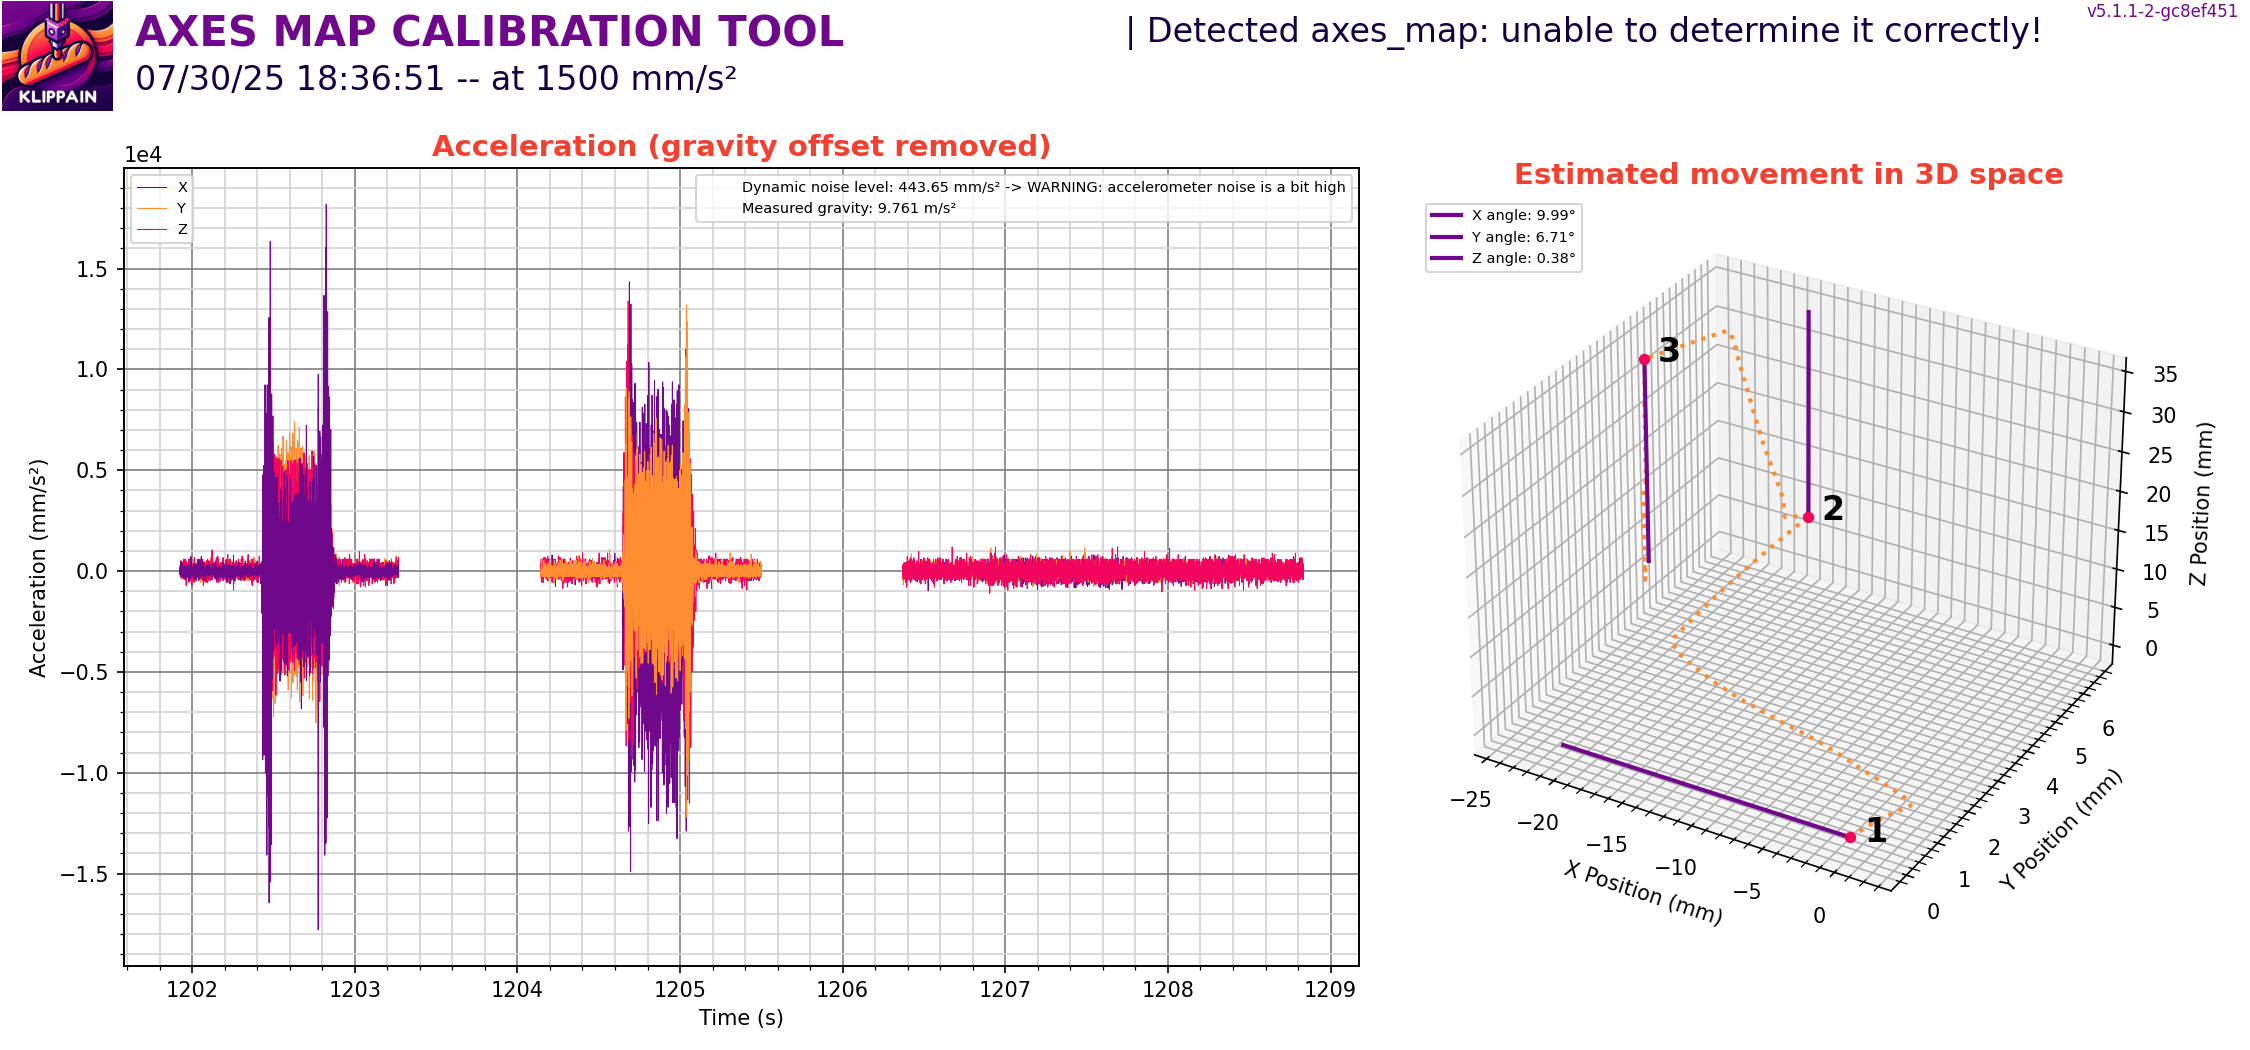 AXES MAP CALIBRATION TOOL
| Detected axes_map: unable to determine it correctly!
v5.1.1-2-gc8ef451
KLIPPAIN
07/30/25 18:36:51 -- at 1500 mm/s²
Acceleration (gravity offset removed)
1e4
X
Y
Z
Dynamic noise level: 443.65 mm/s² -> WARNING: accelerometer noise is a bit high
Measured gravity: 9.761 m/s²
1.5
1.0
0.5
0.0
−0.5
−1.0
−1.5
Acceleration (mm/s²)
1202 1203 1204 1205 1206 1207 1208 1209
Time (s)
Estimated movement in 3D space
X angle: 9.99°
Y angle: 6.71°
Z angle: 0.38°
3
2
1
35
30
25
20
15
10
5
0
Z Position (mm)
6
5
4
3
2
1
0
Y Position (mm)
−25
−20
−15
−10
−5
0
X Position (mm)